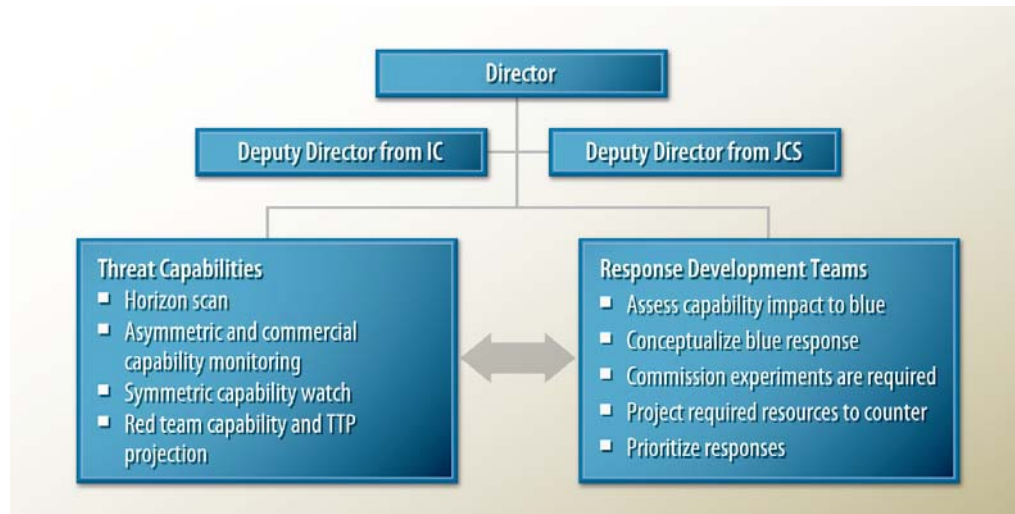 Director
Deputy Director from IC
Deputy Director from JCS
Threat Capabilities
▪ Horizon scan
▪ Asymmetric and commercial
capability monitoring
▪ Symmetric capability watch
▪ Red team capability and TTP
projection
Response Development Teams
▪ Assess capability impact to blue
▪ Conceptualize blue response
▪ Commission experiments are required
▪ Project required resources to counter
▪ Prioritize responses